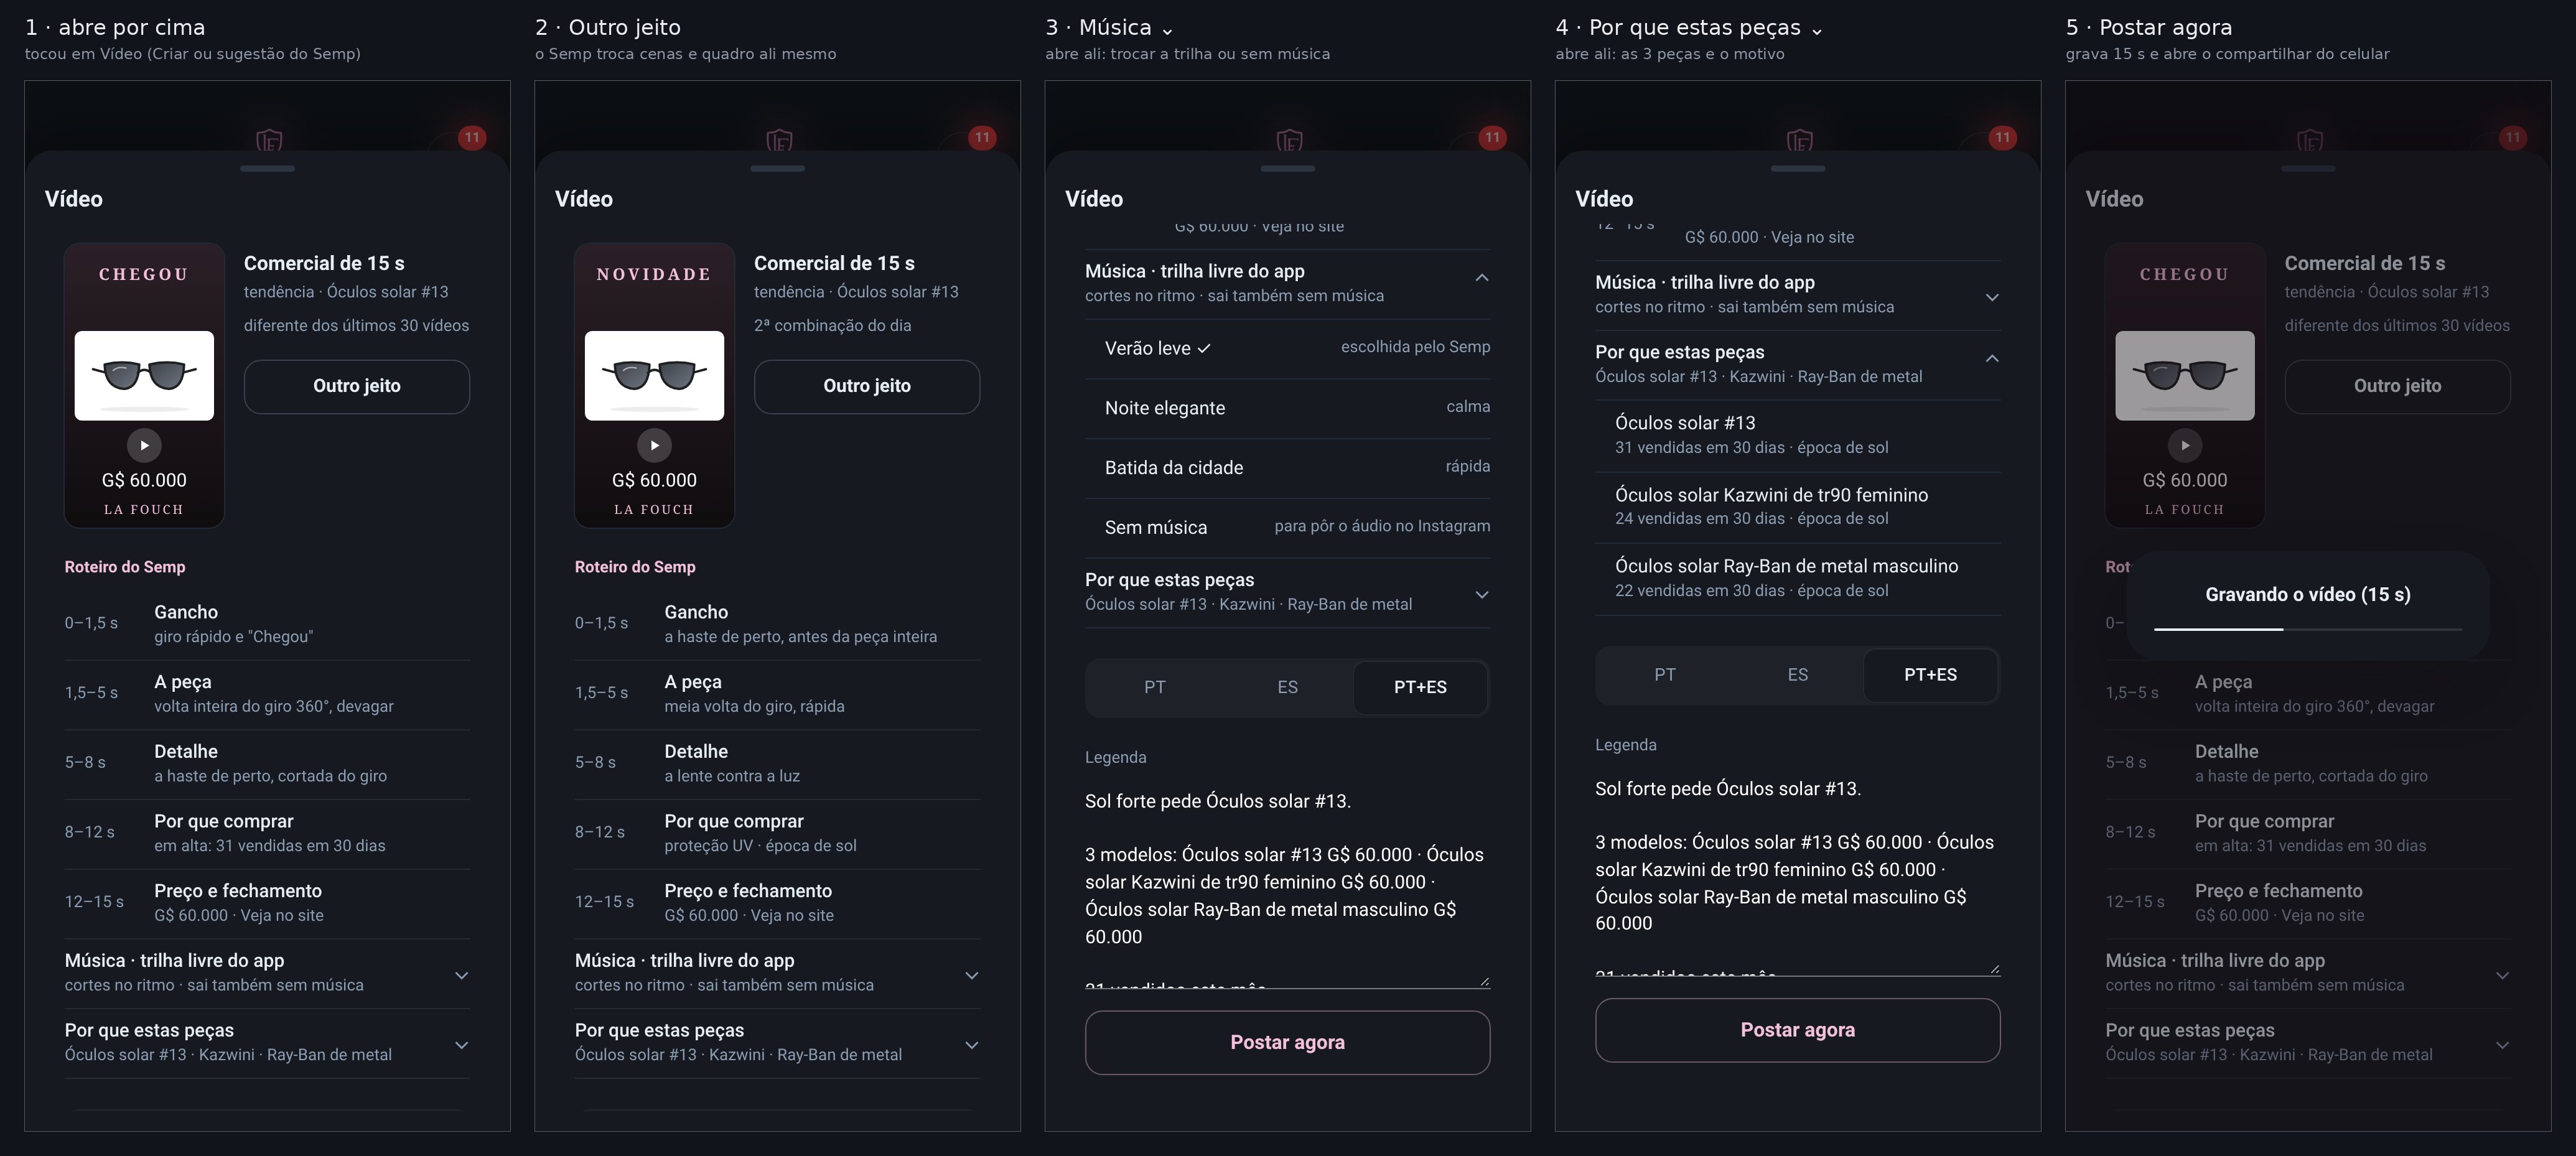 1 · abre por cima
tocou em Vídeo (Criar ou sugestão do Semp)
11
Vídeo
CHEGOU
G$ 60.000
LA FOUCH
Comercial de 15 s
tendência · Óculos solar #13
diferente dos últimos 30 vídeos
Outro jeito
Roteiro do Semp
0–1,5 s
Gancho
giro rápido e "Chegou"
1,5–5 s
A peça
volta inteira do giro 360°, devagar
5–8 s
Detalhe
a haste de perto, cortada do giro
8–12 s
Por que comprar
em alta: 31 vendidas em 30 dias
12–15 s
Preço e fechamento
G$ 60.000 · Veja no site
Música · trilha livre do app
cortes no ritmo · sai também sem música
Por que estas peças
Óculos solar #13 · Kazwini · Ray-Ban de metal
2 · Outro jeito
o Semp troca cenas e quadro ali mesmo
11
Vídeo
NOVIDADE
G$ 60.000
LA FOUCH
Comercial de 15 s
tendência · Óculos solar #13
2ª combinação do dia
Outro jeito
Roteiro do Semp
0–1,5 s
Gancho
a haste de perto, antes da peça inteira
1,5–5 s
A peça
meia volta do giro, rápida
5–8 s
Detalhe
a lente contra a luz
8–12 s
Por que comprar
proteção UV · época de sol
12–15 s
Preço e fechamento
G$ 60.000 · Veja no site
Música · trilha livre do app
cortes no ritmo · sai também sem música
Por que estas peças
Óculos solar #13 · Kazwini · Ray-Ban de metal
3 · Música ⌄
abre ali: trocar a trilha ou sem música
11
Vídeo
G$ 60.000 · Veja no site
Música · trilha livre do app
cortes no ritmo · sai também sem música
Verão leve ✓
escolhida pelo Semp
Noite elegante
calma
Batida da cidade
rápida
Sem música
para pôr o áudio no Instagram
Por que estas peças
Óculos solar #13 · Kazwini · Ray-Ban de metal
PT
ES
PT+ES
Legenda
Sol forte pede Óculos solar #13.
3 modelos: Óculos solar #13 G$ 60.000 · Óculos
solar Kazwini de tr90 feminino G$ 60.000 ·
Óculos solar Ray-Ban de metal masculino G$
60.000
31 vendidos este mês
Postar agora
4 · Por que estas peças ⌄
abre ali: as 3 peças e o motivo
11
Vídeo
12–15 s
G$ 60.000 · Veja no site
Música · trilha livre do app
cortes no ritmo · sai também sem música
Por que estas peças
Óculos solar #13 · Kazwini · Ray-Ban de metal
Óculos solar #13
31 vendidas em 30 dias · época de sol
Óculos solar Kazwini de tr90 feminino
24 vendidas em 30 dias · época de sol
Óculos solar Ray-Ban de metal masculino
22 vendidas em 30 dias · época de sol
PT
ES
PT+ES
Legenda
Sol forte pede Óculos solar #13.
3 modelos: Óculos solar #13 G$ 60.000 · Óculos
solar Kazwini de tr90 feminino G$ 60.000 ·
Óculos solar Ray-Ban de metal masculino G$
60.000
Postar agora
5 · Postar agora
grava 15 s e abre o compartilhar do celular
11
Vídeo
CHEGOU
G$ 60.000
LA FOUCH
Comercial de 15 s
tendência · Óculos solar #13
diferente dos últimos 30 vídeos
Outro jeito
Gravando o vídeo (15 s)
1,5–5 s
A peça
volta inteira do giro 360°, devagar
5–8 s
Detalhe
a haste de perto, cortada do giro
8–12 s
Por que comprar
em alta: 31 vendidas em 30 dias
12–15 s
Preço e fechamento
G$ 60.000 · Veja no site
Música · trilha livre do app
cortes no ritmo · sai também sem música
Por que estas peças
Óculos solar #13 · Kazwini · Ray-Ban de metal